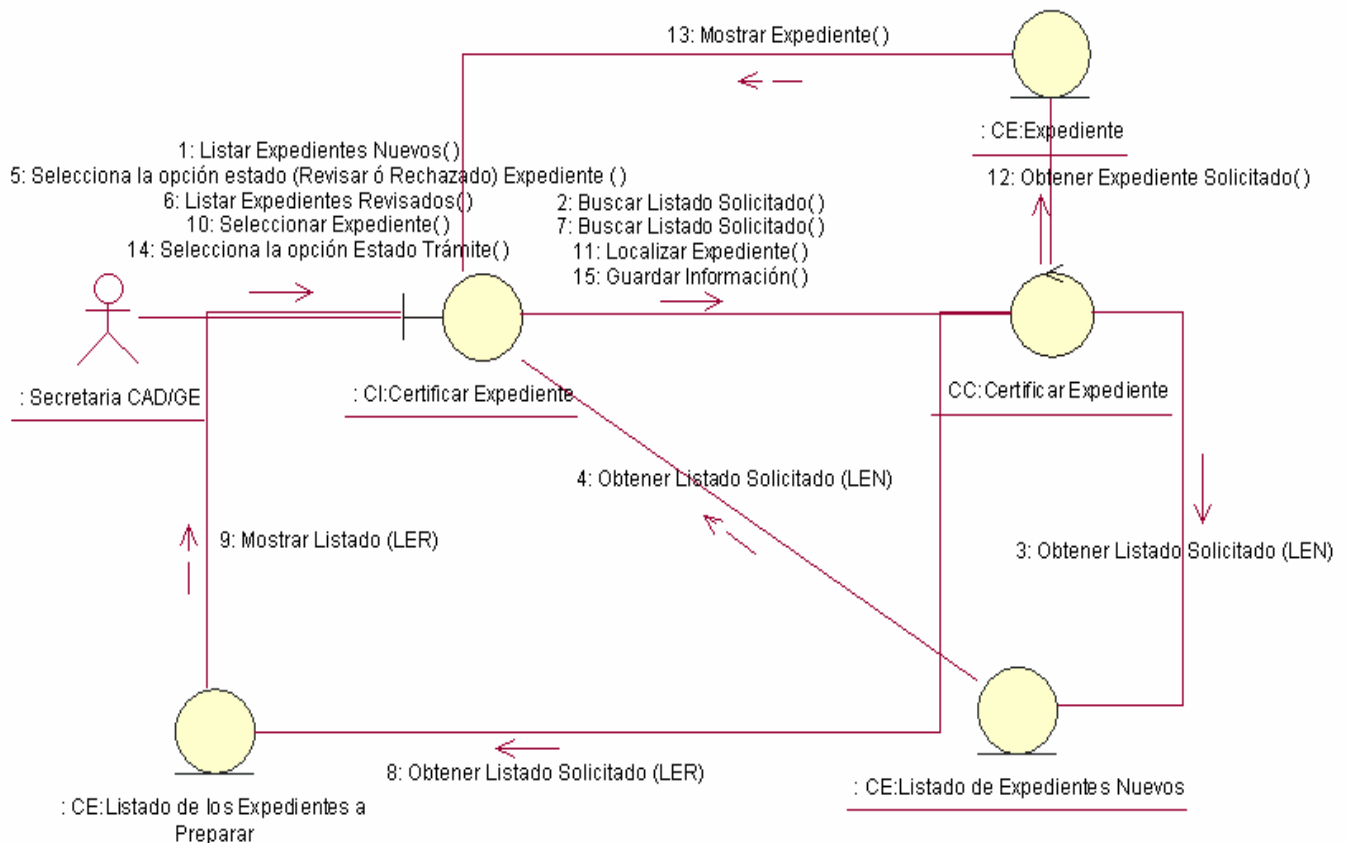 13: Mostrar Expediente()
: CE:Expediente
1: Listar Expedientes Nuevos()
5: Selecciona la opción estado (Revisar ó Rechazado) Expediente ()
6: Listar Expedientes Revisados()
10: Seleccionar Expediente()
14: Selecciona la opción Estado Trámite()
2: Buscar Listado Solicitado()
7: Buscar Listado Solicitado()
11: Localizar Expediente()
15: Guardar Información()
12: Obtener Expediente Solicitado()
: Secretaria CAD/GE
: CI:Certificar Expediente
CC:Certificar Expediente
4: Obtener Listado Solicitado (LEN)
9: Mostrar Listado (LER)
3: Obtener Listado Solicitado (LEN)
8: Obtener Listado Solicitado (LER)
: CE:Listado de Expedientes Nuevos
: CE:Listado de los Expedientes a
Preparar